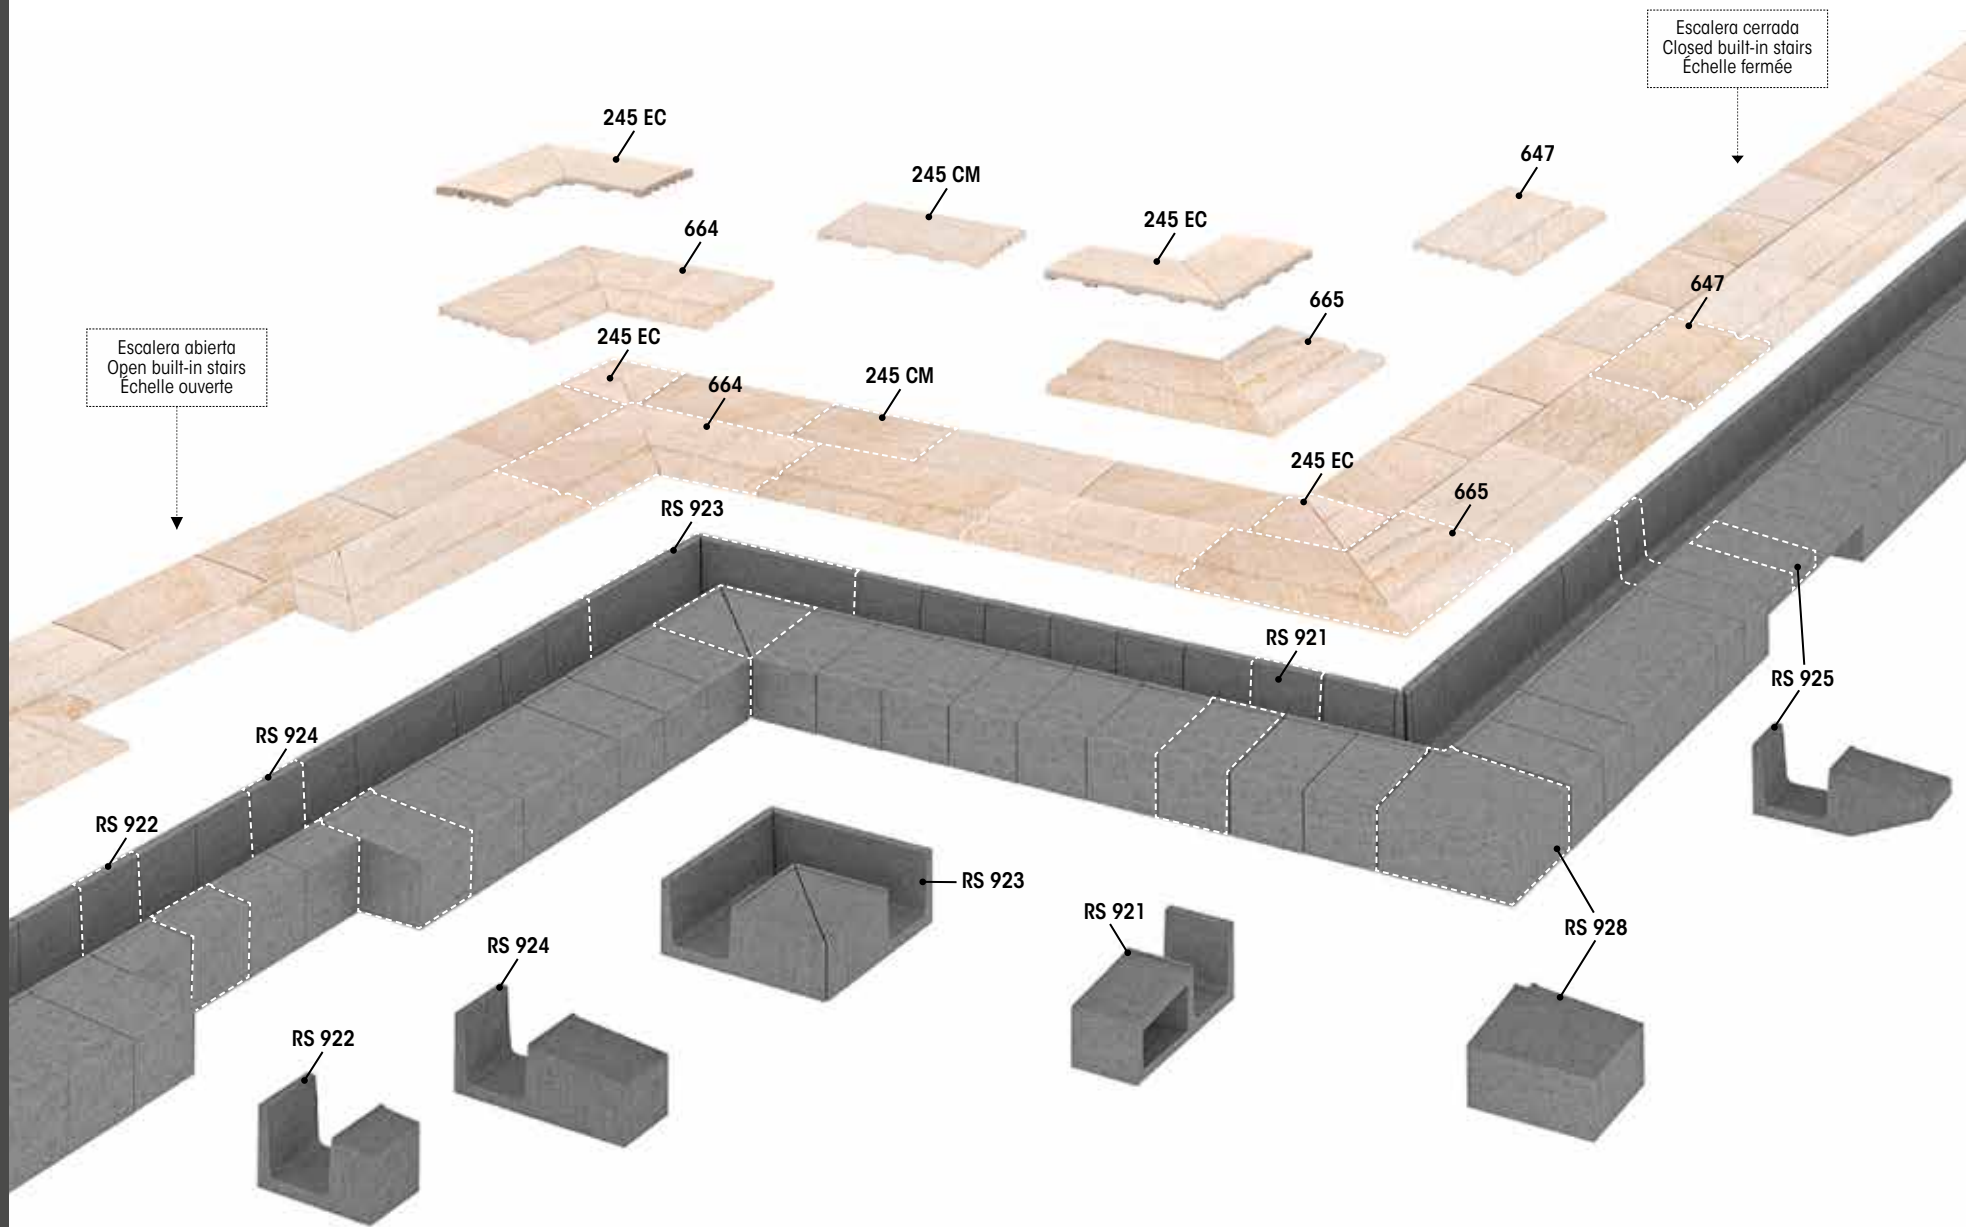 Escalera cerrada
Closed built-in stairs
Échelle fermée
245 EC
647
245 CM
245 EC
664
647
665
Escalera abierta
Open built-in stairs
Échelle ouverte
245 EC
664
245 CM
245 EC
665
RS 923
RS 921
RS 925
RS 924
RS 922
RS 923
RS 921
RS 928
RS 924
RS 922